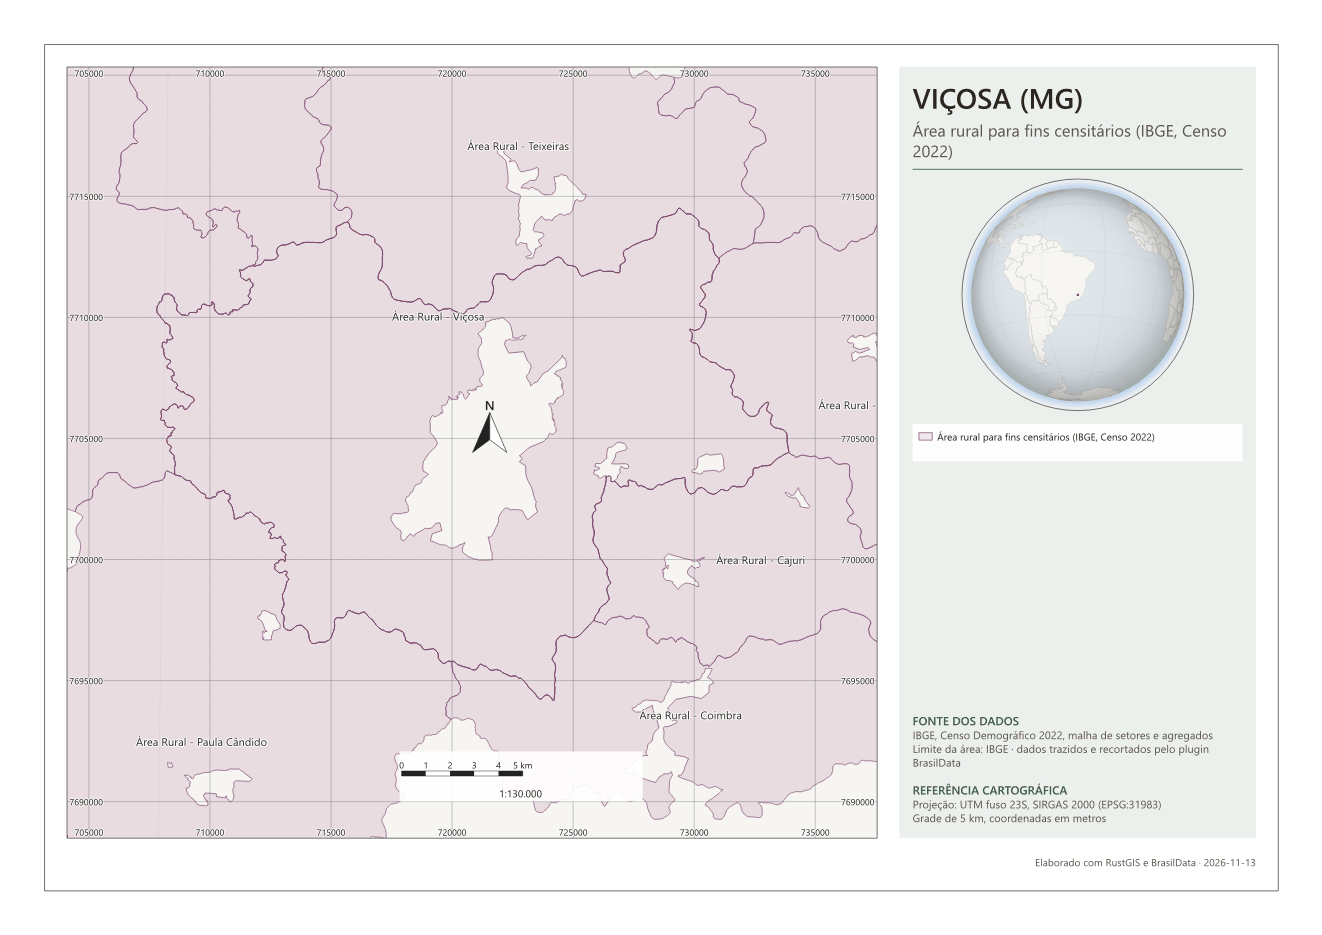 705000 710000 715000 720000 725000 730000 735000
Área Rural - Teixeiras
7715000 7715000
7710000 7710000
Área Rural - Viçosa
Área Rural -
N
7705000 7705000
7700000 7700000
Área Rural - Cajuri
7695000 7695000
Área Rural - Coimbra
Área Rural - Paula Cândido
0 1 2 3 4 5 km
1:130.000
7690000 7690000
705000 710000 715000 720000 725000 730000 735000
VIÇOSA (MG)
Área rural para fins censitários (IBGE, Censo
2022)
Área rural para fins censitários (IBGE, Censo 2022)
FONTE DOS DADOS
IBGE, Censo Demográfico 2022, malha de setores e agregados
Limite da área: IBGE · dados trazidos e recortados pelo plugin
BrasilData
REFERÊNCIA CARTOGRÁFICA
Projeção: UTM fuso 23S, SIRGAS 2000 (EPSG:31983)
Grade de 5 km, coordenadas em metros
Elaborado com RustGIS e BrasilData · 2026-11-13